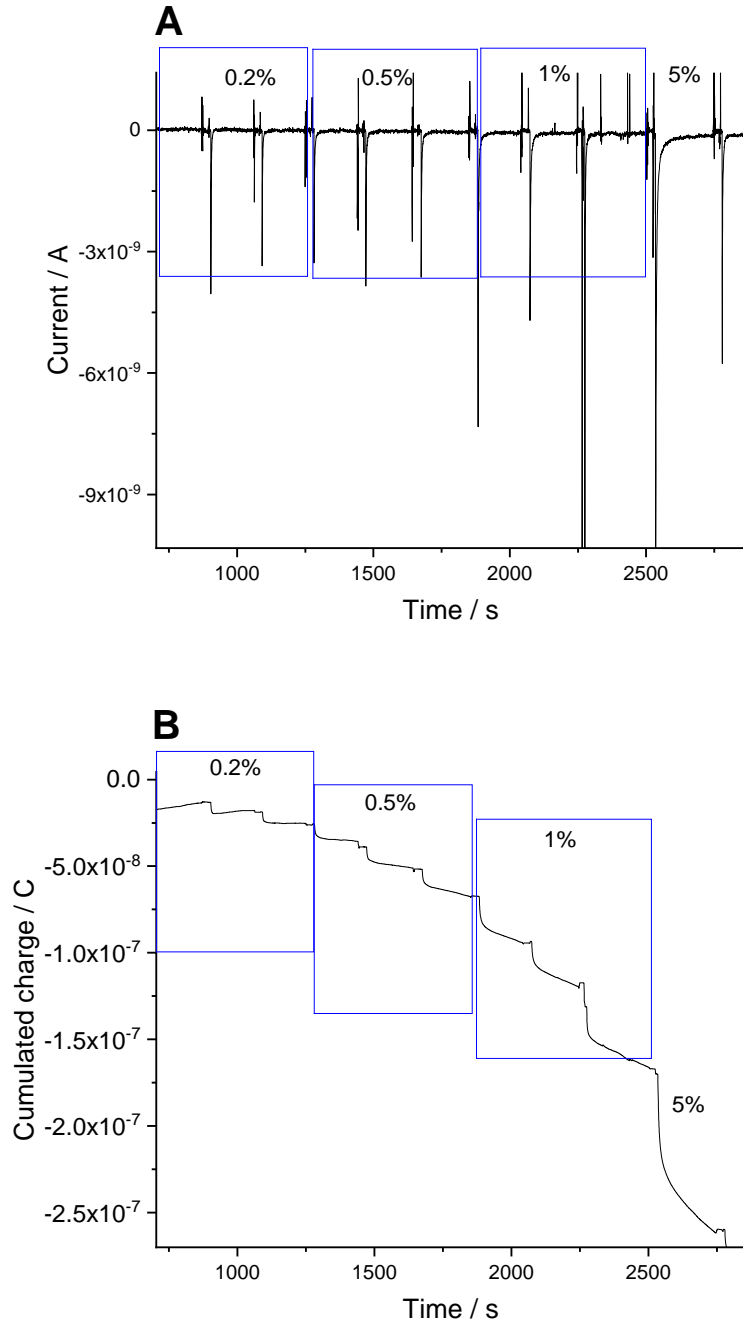 A
0.2% 0.5% 1% 5%
0
-3x10⁻⁹
-6x10⁻⁹
-9x10⁻⁹
Current / A
1000 1500 2000 2500
Time / s
B
0.2%
0.5%
1%
5%
0.0
-5.0x10⁻⁸
-1.0x10⁻⁷
-1.5x10⁻⁷
-2.0x10⁻⁷
-2.5x10⁻⁷
Cumulated charge / C
1000 1500 2000 2500
Time / s